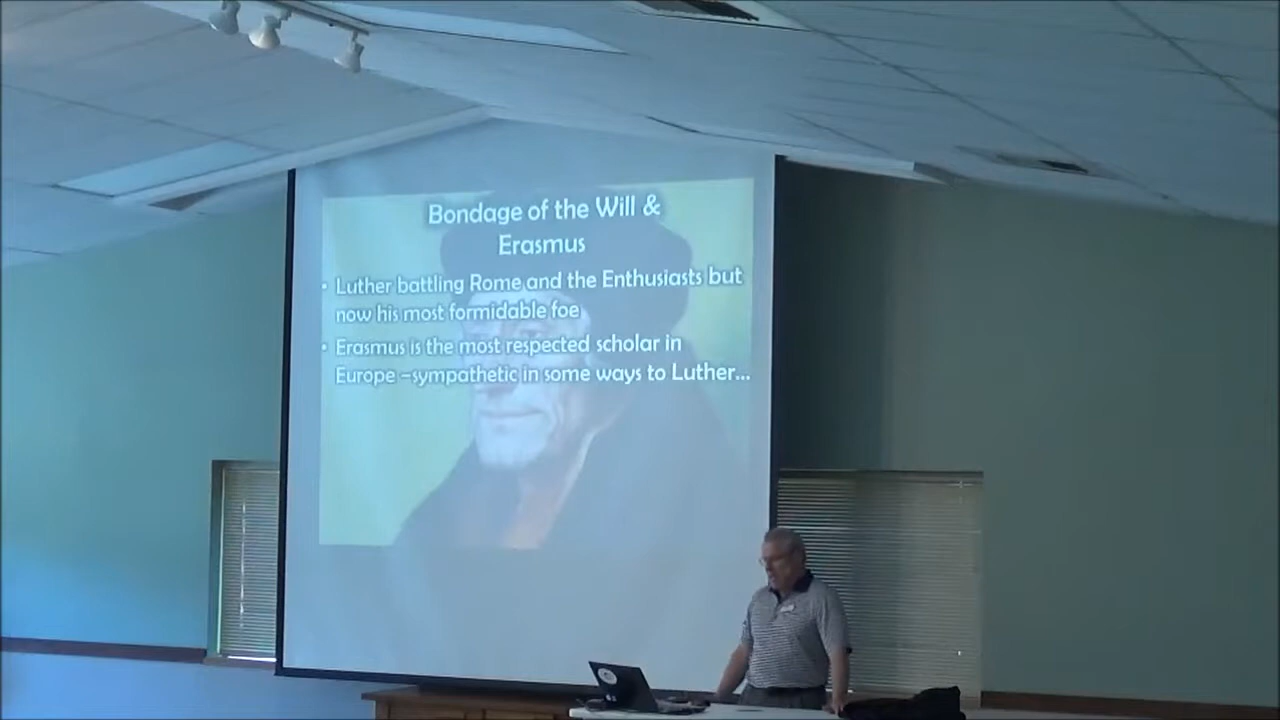 Bondage of the Will &
Erasmus
• Luther battling Rome and the Enthusiasts but
now his most formidable foe
• Erasmus is the most respected scholar in
Europe –sympathetic in some ways to Luther...